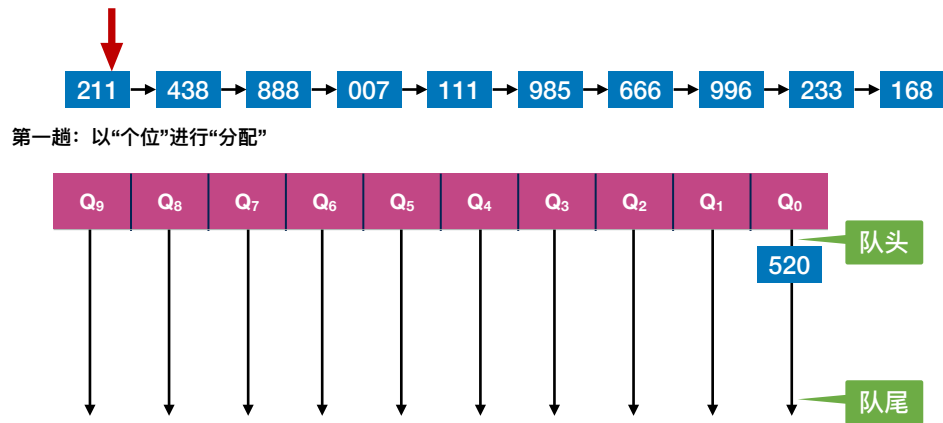 211 438 888 007 111 985 666 996 233 168
第一趟：以“个位”进行“分配”
Q₉ Q₈ Q₇ Q₆ Q₅ Q₄ Q₃ Q₂ Q₁ Q₀
队头
520
队尾